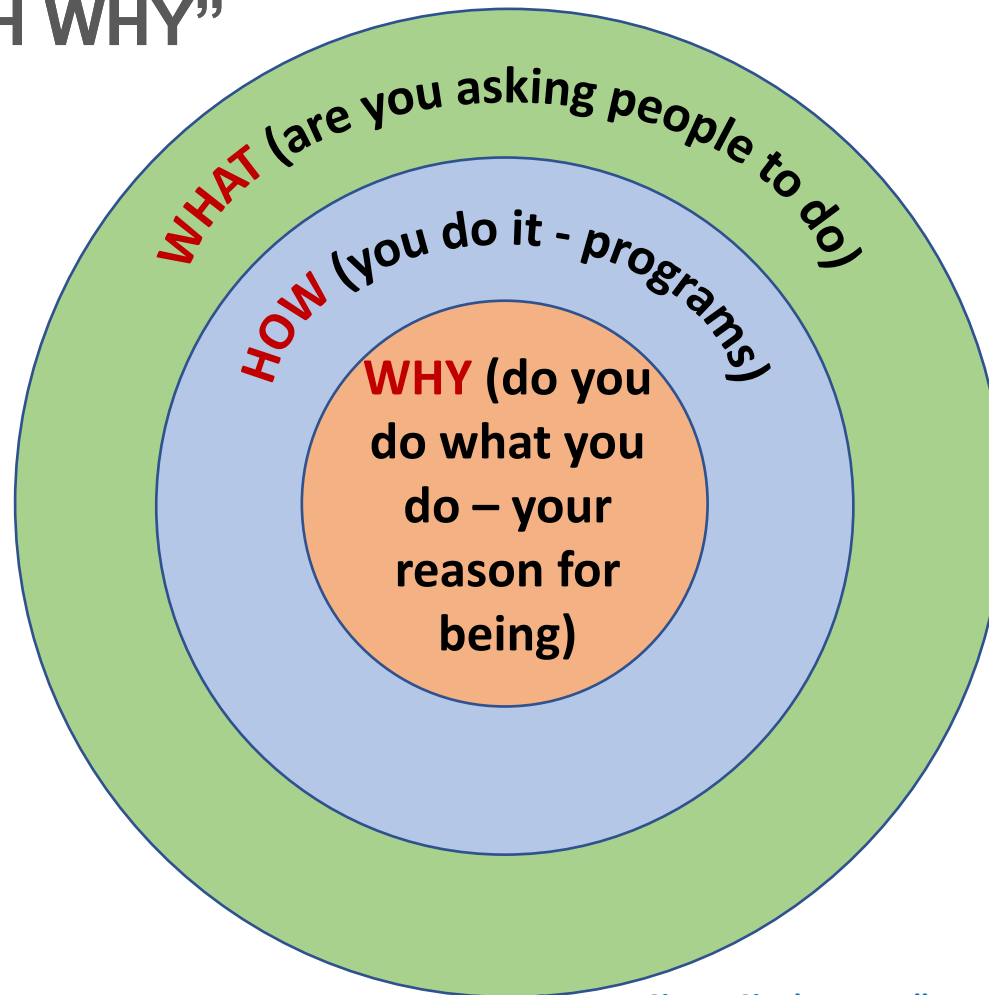 H WHY”
WHAT (are you asking people to do)
HOW (you do it - programs)
WHY (do you
do what you
do – your
reason for
being)